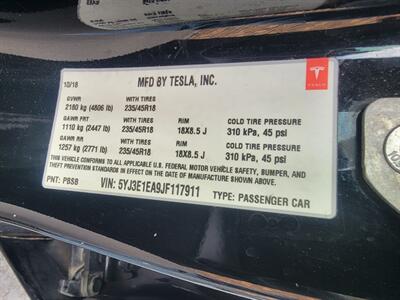 10/18 MFD BY TESLA, INC.
GVWR WITH TIRES
2180 kg (4806 lb) 235/45R18
GAWR FRT WITH TIRES RIM COLD TIRE PRESSURE
1110 kg (2447 lb) 235/45R18 18X8.5 J 310 kPa, 45 psi
GAWR RR WITH TIRES RIM COLD TIRE PRESSURE
1257 kg (2771 lb) 235/45R18 18X8.5 J 310 kPa, 45 psi
THIS VEHICLE CONFORMS TO ALL APPLICABLE U.S. FEDERAL MOTOR VEHICLE SAFETY, BUMPER, AND
THEFT PREVENTION STANDARDS IN EFFECT ON THE DATE OF MANUFACTURE SHOWN ABOVE.
PNT: PBSB VIN: 5YJ3E1EA9JF117911 TYPE: PASSENGER CAR
TESLA